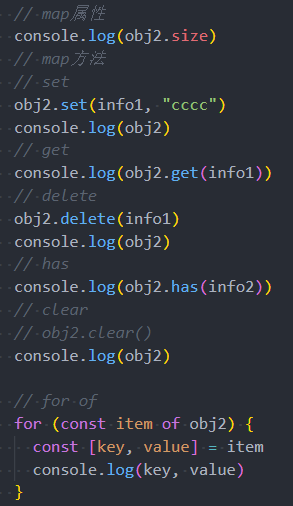 // map属性
console.log(obj2.size)
// map方法
// set
obj2.set(info1, "cccc")
console.log(obj2)
// get
console.log(obj2.get(info1))
// delete
obj2.delete(info1)
console.log(obj2)
// has
console.log(obj2.has(info2))
// clear
// obj2.clear()
console.log(obj2)

// for of
for (const item of obj2) {
  const [key, value] = item
  console.log(key, value)
}